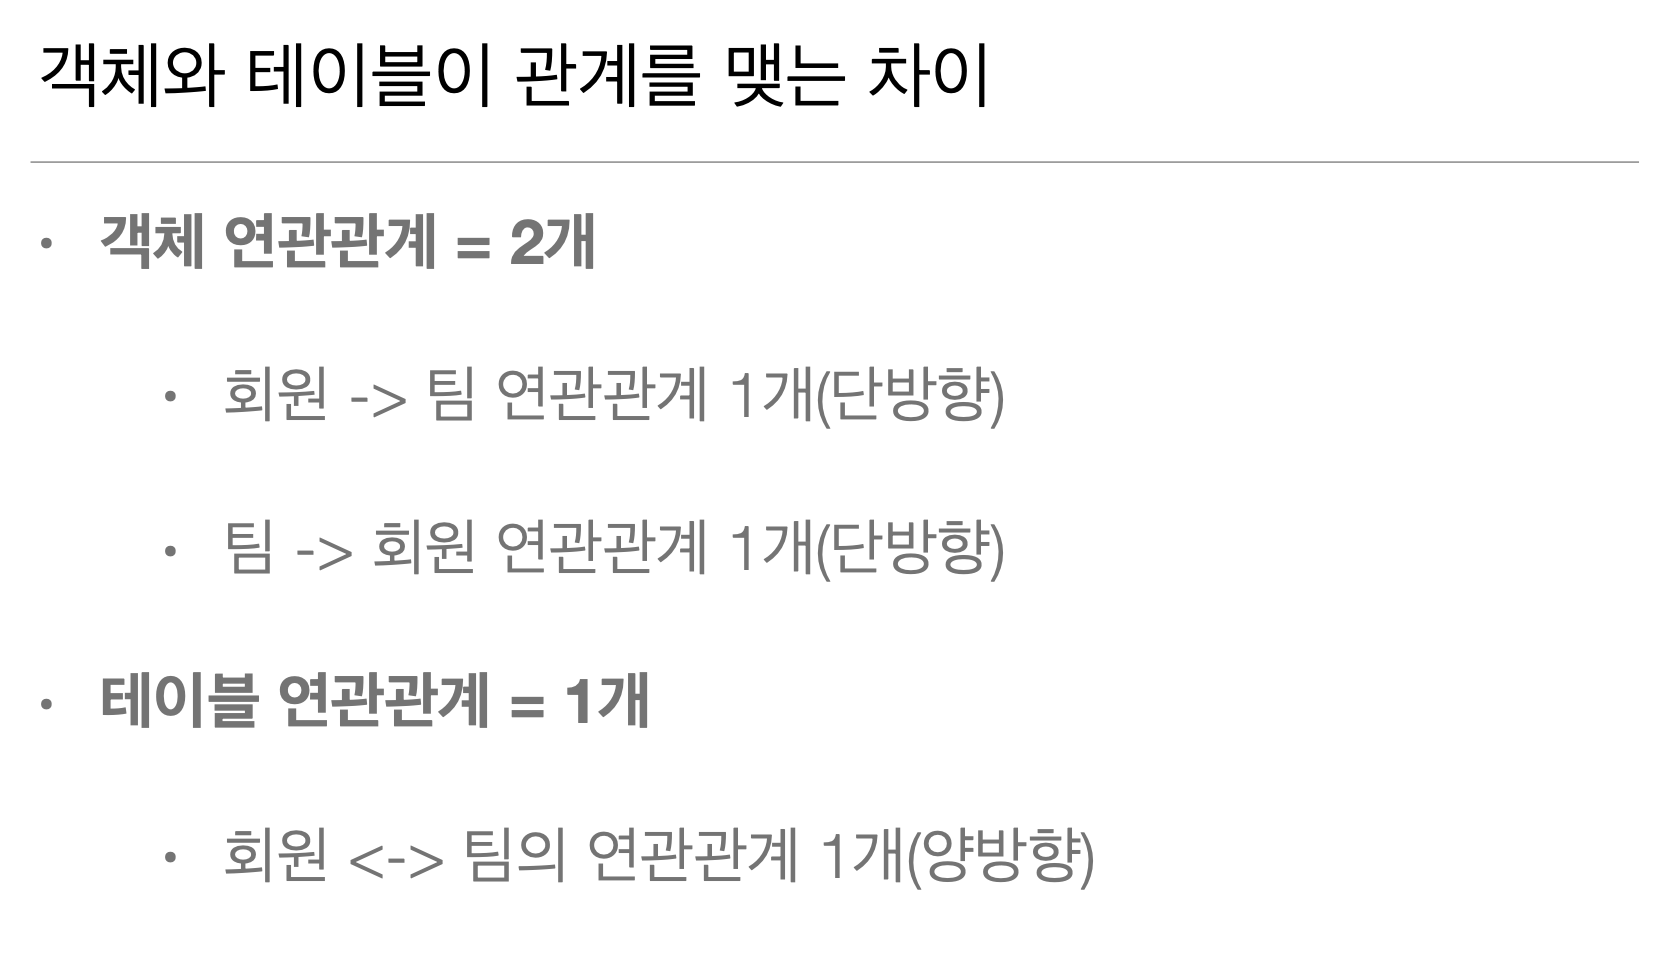 객체와 테이블이 관계를 맺는 차이
• 객체 연관관계 = 2개
• 회원 -> 팀 연관관계 1개(단방향)
• 팀 -> 회원 연관관계 1개(단방향)
• 테이블 연관관계 = 1개
• 회원 <-> 팀의 연관관계 1개(양방향)